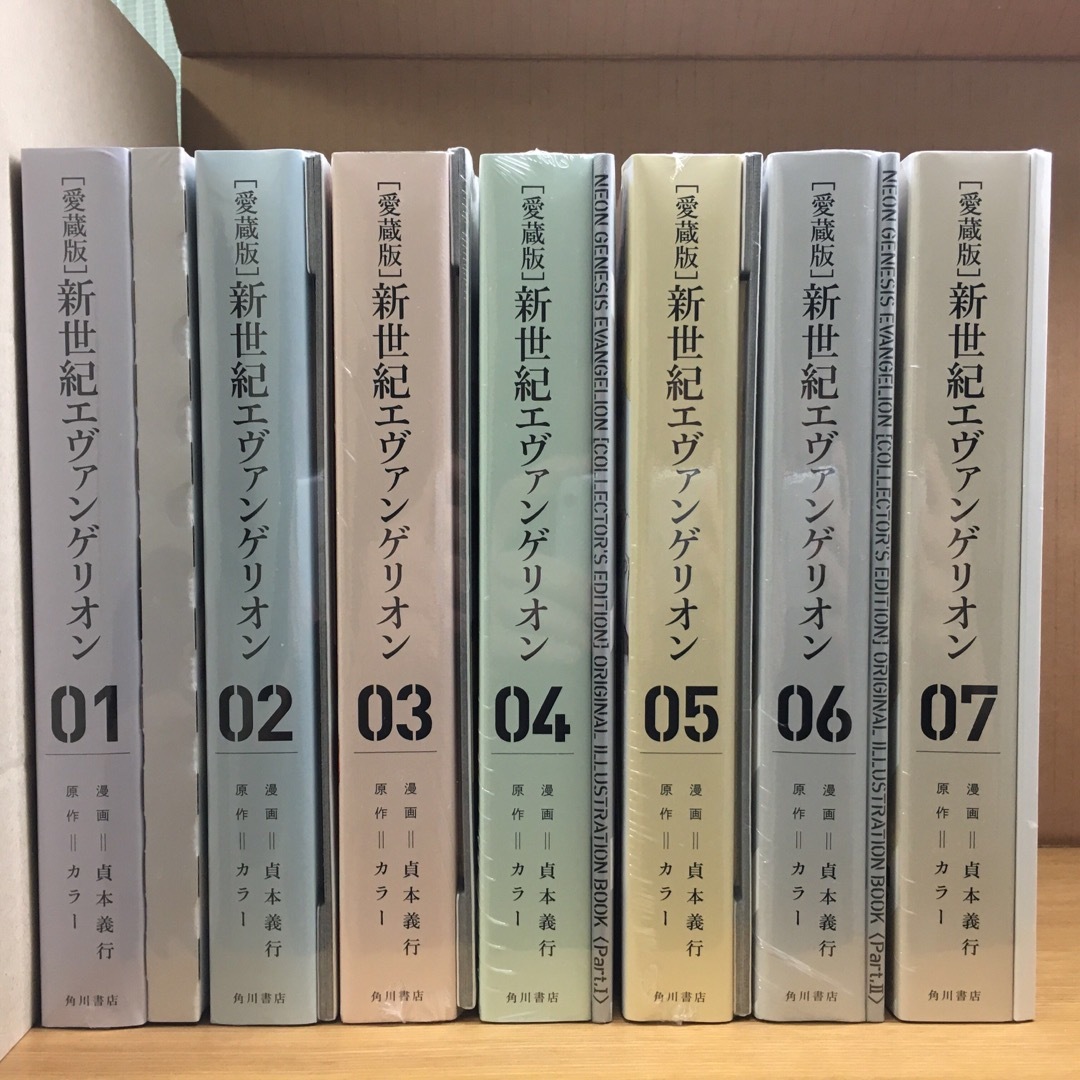 [愛蔵版]新世紀エヴァンゲリオン
01
漫画＝貞本義行
原作＝カラー
角川書店
[愛蔵版]新世紀エヴァンゲリオン
02
漫画＝貞本義行
原作＝カラー
角川書店
[愛蔵版]新世紀エヴァンゲリオン
03
漫画＝貞本義行
原作＝カラー
角川書店
[愛蔵版]新世紀エヴァンゲリオン
04
漫画＝貞本義行
原作＝カラー
角川書店
NEON GENESIS EVANGELION [COLLECTOR'S EDITION] ORIGINAL ILLUSTRATION BOOK〈Part.I〉
[愛蔵版]新世紀エヴァンゲリオン
05
漫画＝貞本義行
原作＝カラー
角川書店
[愛蔵版]新世紀エヴァンゲリオン
06
漫画＝貞本義行
原作＝カラー
角川書店
NEON GENESIS EVANGELION [COLLECTOR'S EDITION] ORIGINAL ILLUSTRATION BOOK〈Part.II〉
[愛蔵版]新世紀エヴァンゲリオン
07
漫画＝貞本義行
原作＝カラー
角川書店